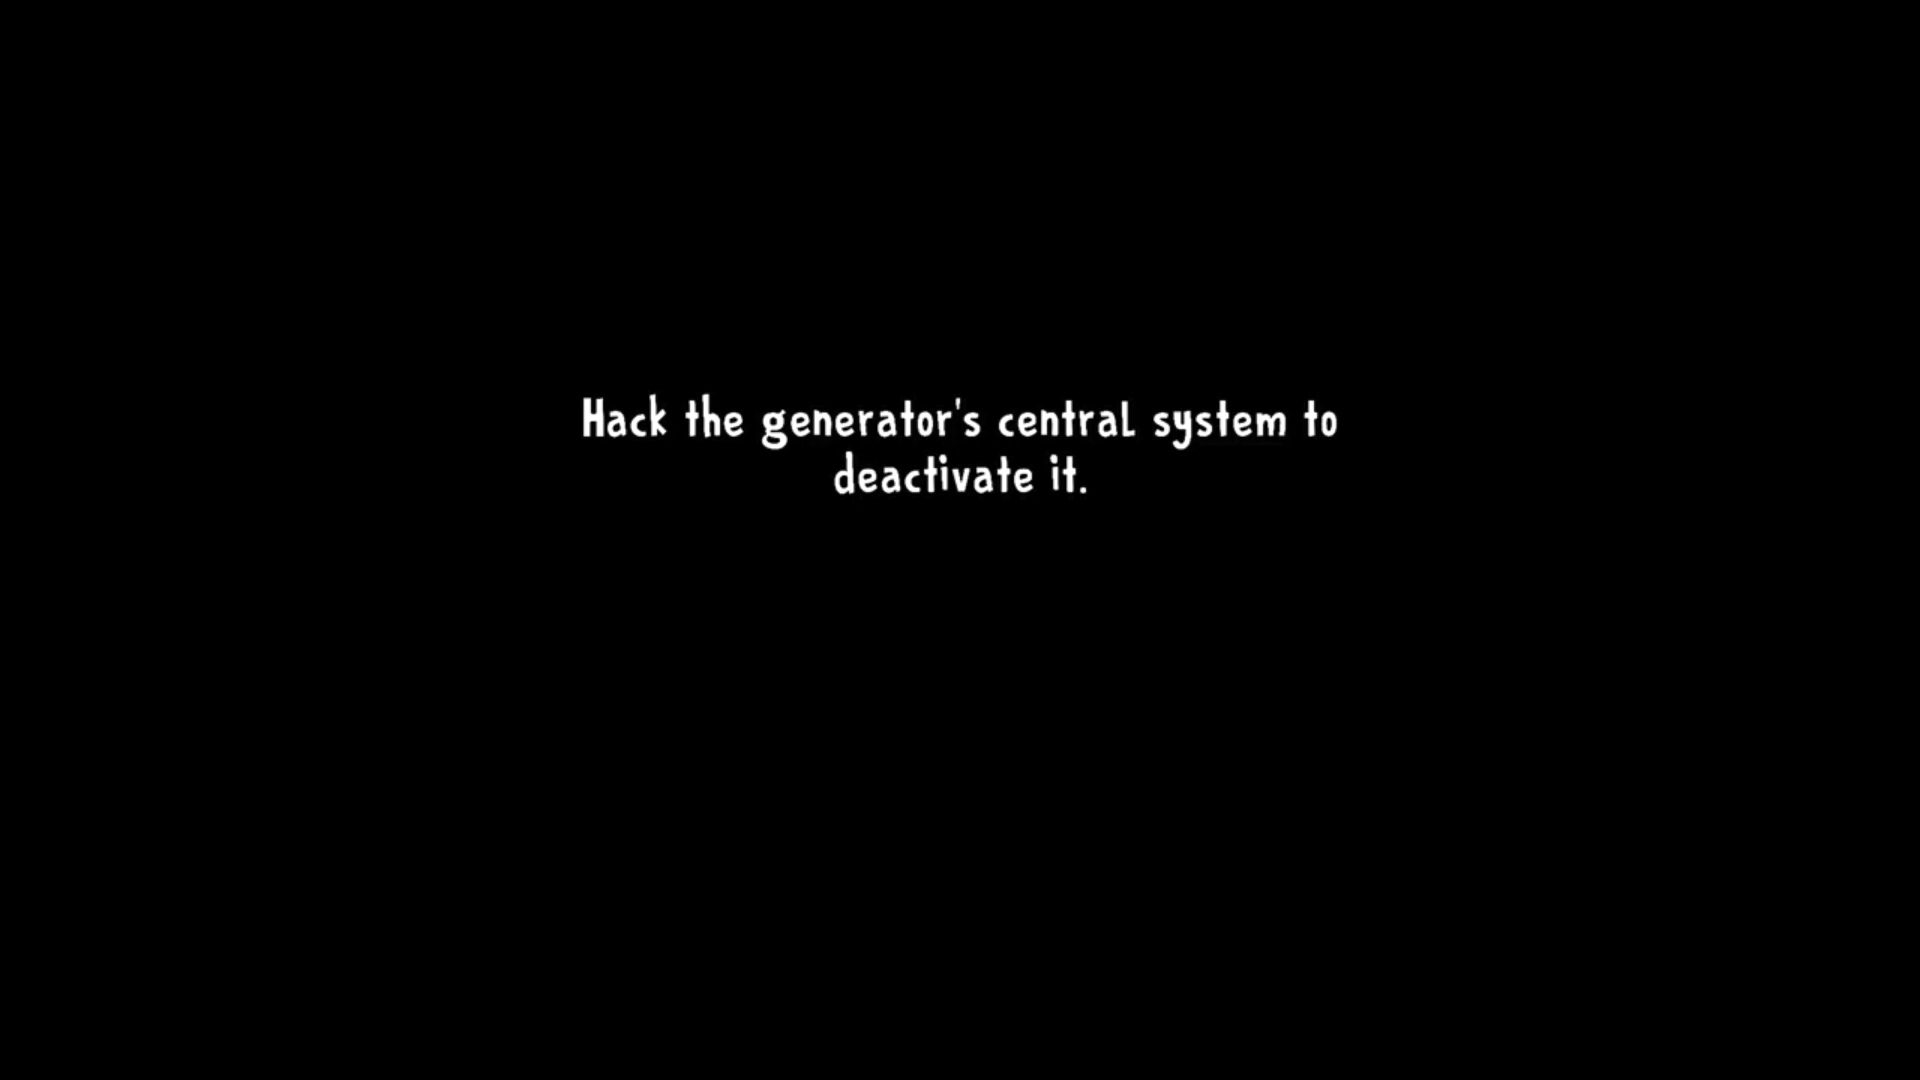 Hack the generator's central system to
deactivate it.